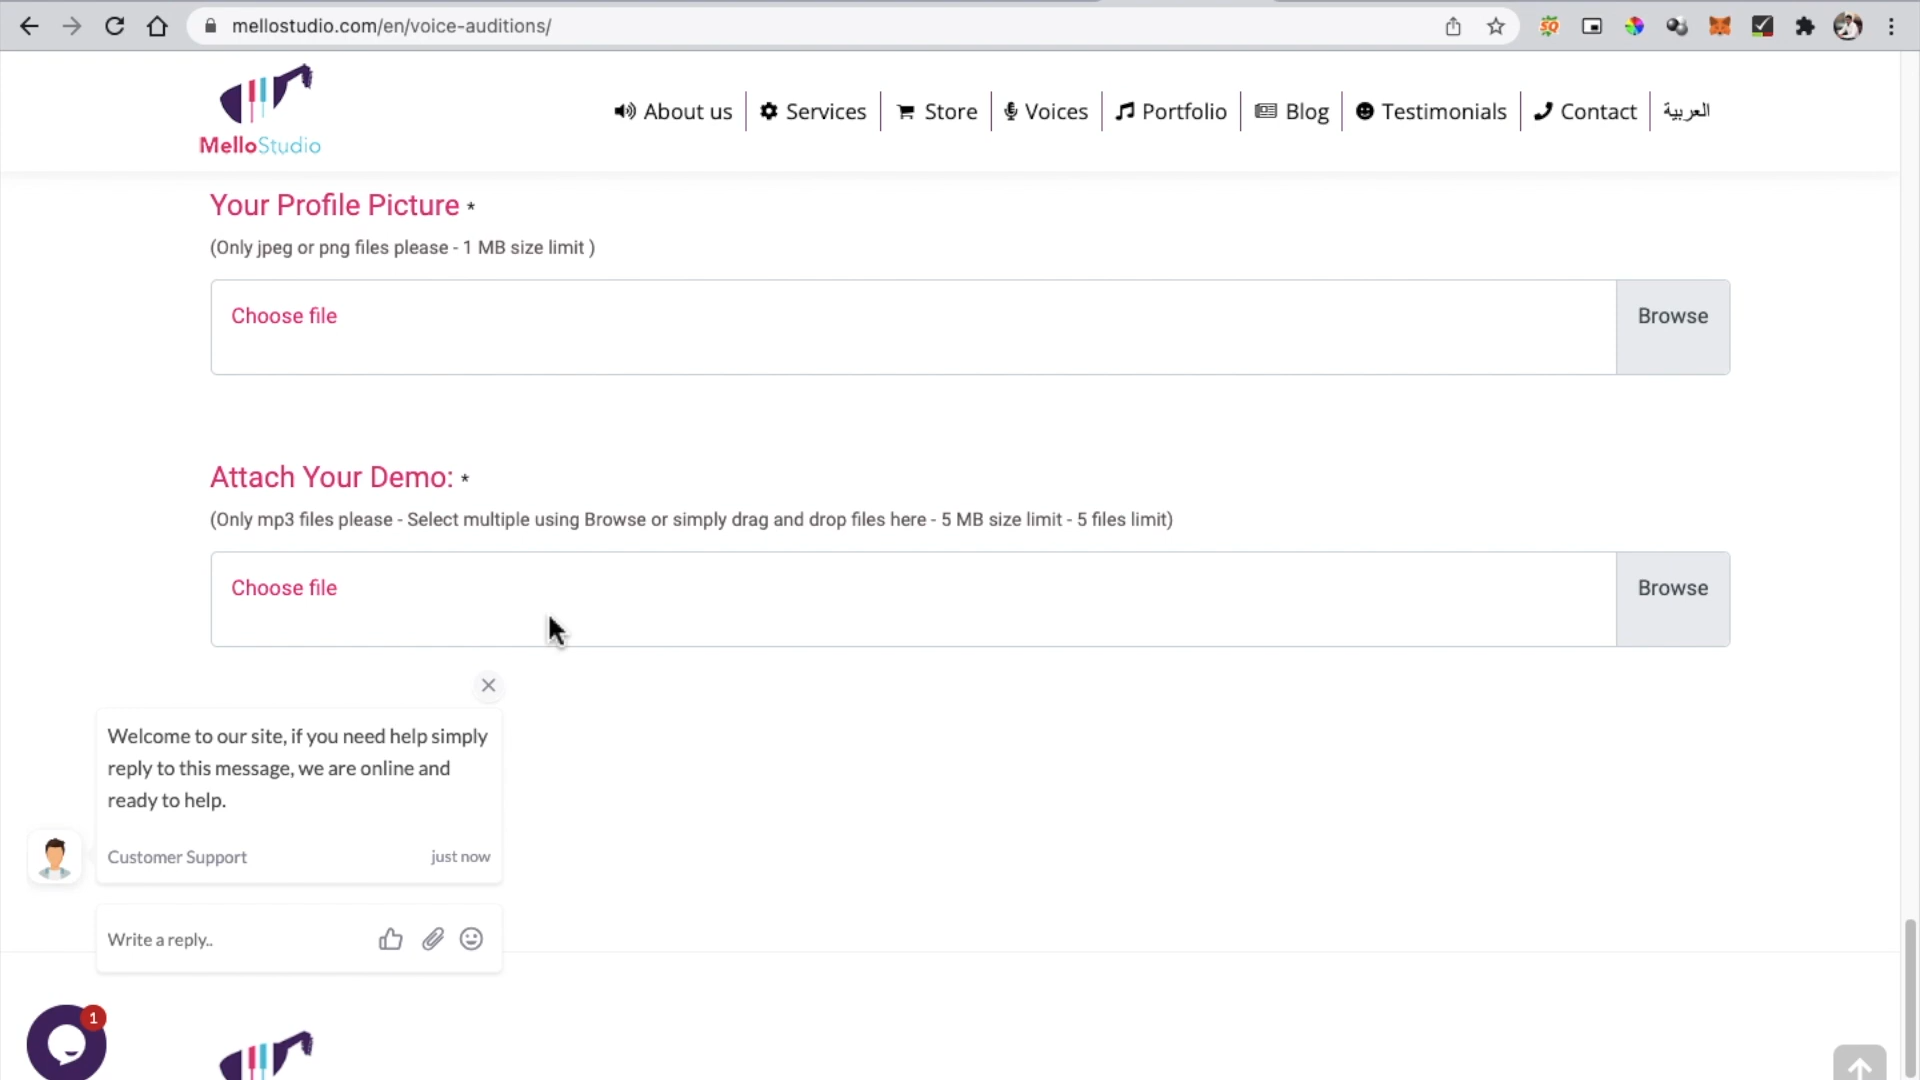 mellostudio.com/en/voice-auditions/
MelloStudio
About us
Services
Store
Voices
Portfolio
Blog
Testimonials
Contact
العربية
Your Profile Picture *
(Only jpeg or png files please - 1 MB size limit )
Choose file
Browse
Attach Your Demo: *
(Only mp3 files please - Select multiple using Browse or simply drag and drop files here - 5 MB size limit - 5 files limit)
Choose file
Browse
Welcome to our site, if you need help simply
reply to this message, we are online and
ready to help.
Customer Support
just now
Write a reply..
1